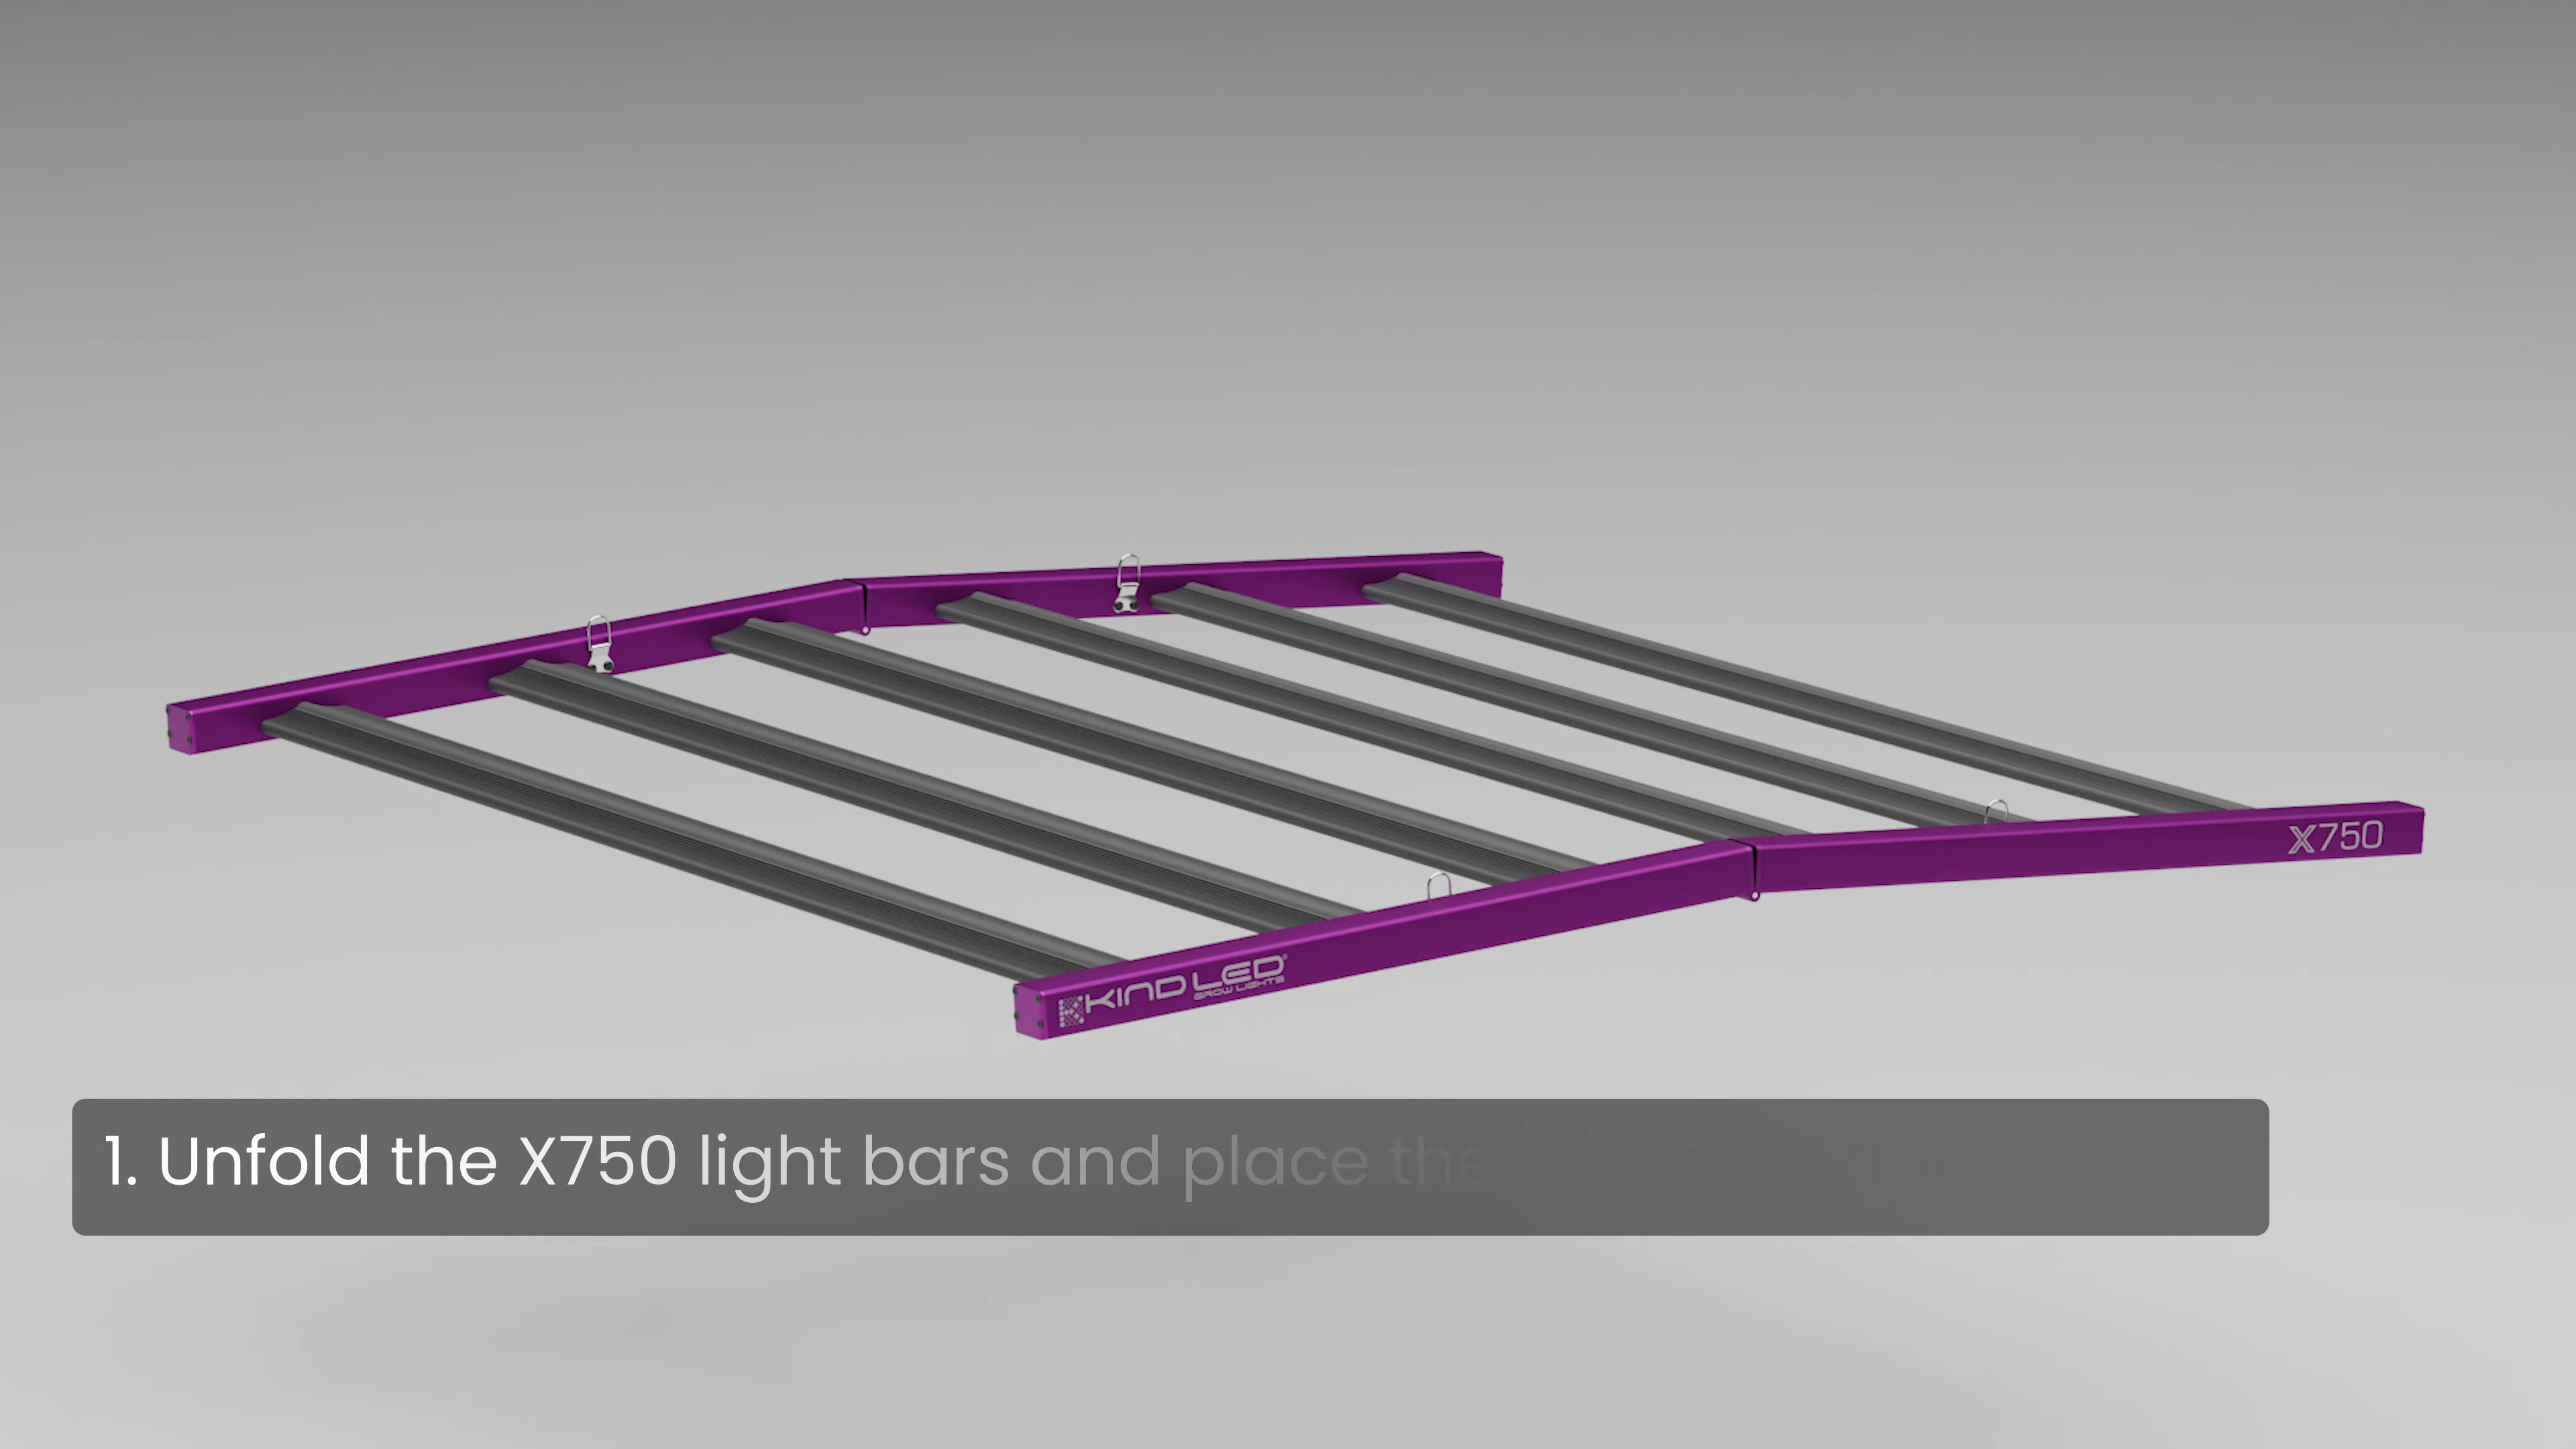 X750
KIND LED®
GROW LIGHTS
1. Unfold the X750 light bars and place the